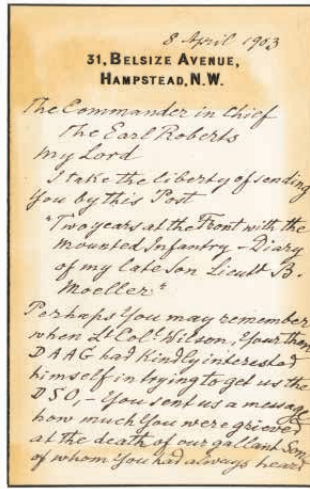 8 April 1903
31, BELSIZE AVENUE,
HAMPSTEAD, N.W.
The Commander in Chief
The Earl Roberts
My Lord
I take the liberty of sending
You by this Post
"Two years at the Front with the
Mounted Infantry - Diary
of my late Son Lieut B.
Moeller"
Perhaps You may remember
when Lt Col. Wilson, Your then
DAAG had kindly interested
himself in trying to get us the
DSO, - You sent us a message
how much You were grieved
at the death of our gallant Son
of whom You had always heard